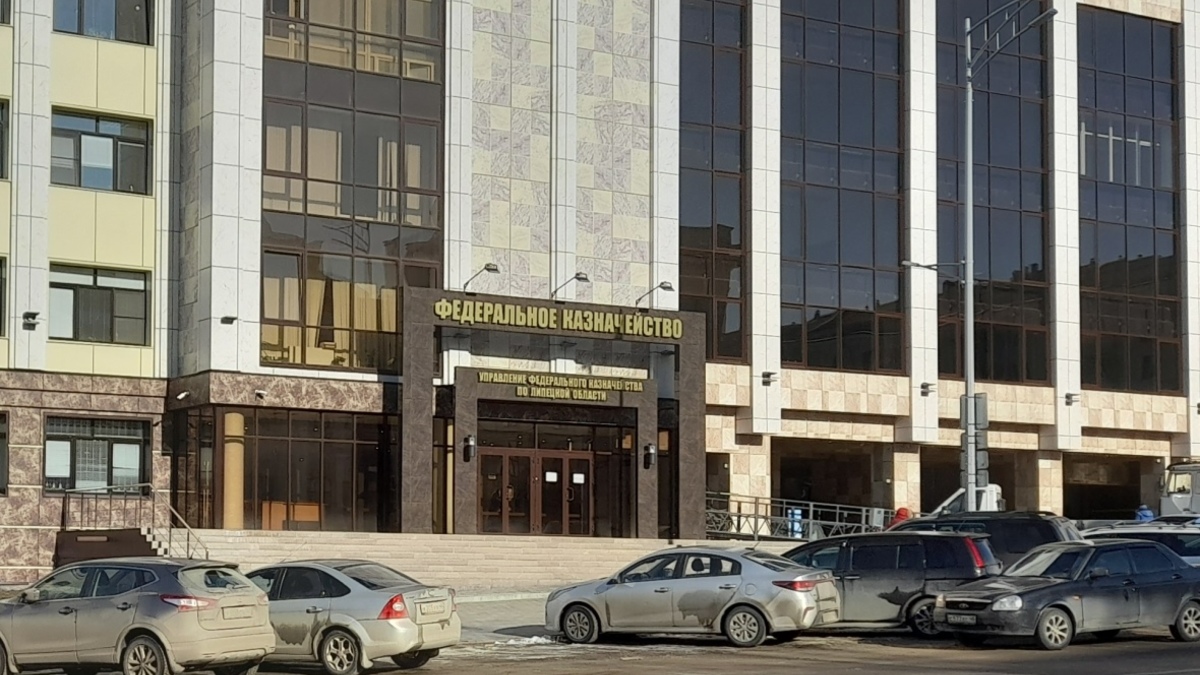 ФЕДЕРАЛЬНОЕ КАЗНАЧЕЙСТВО
УПРАВЛЕНИЕ ФЕДЕРАЛЬНОГО КАЗНАЧЕЙСТВА
ПО ЛИПЕЦКОЙ ОБЛАСТИ